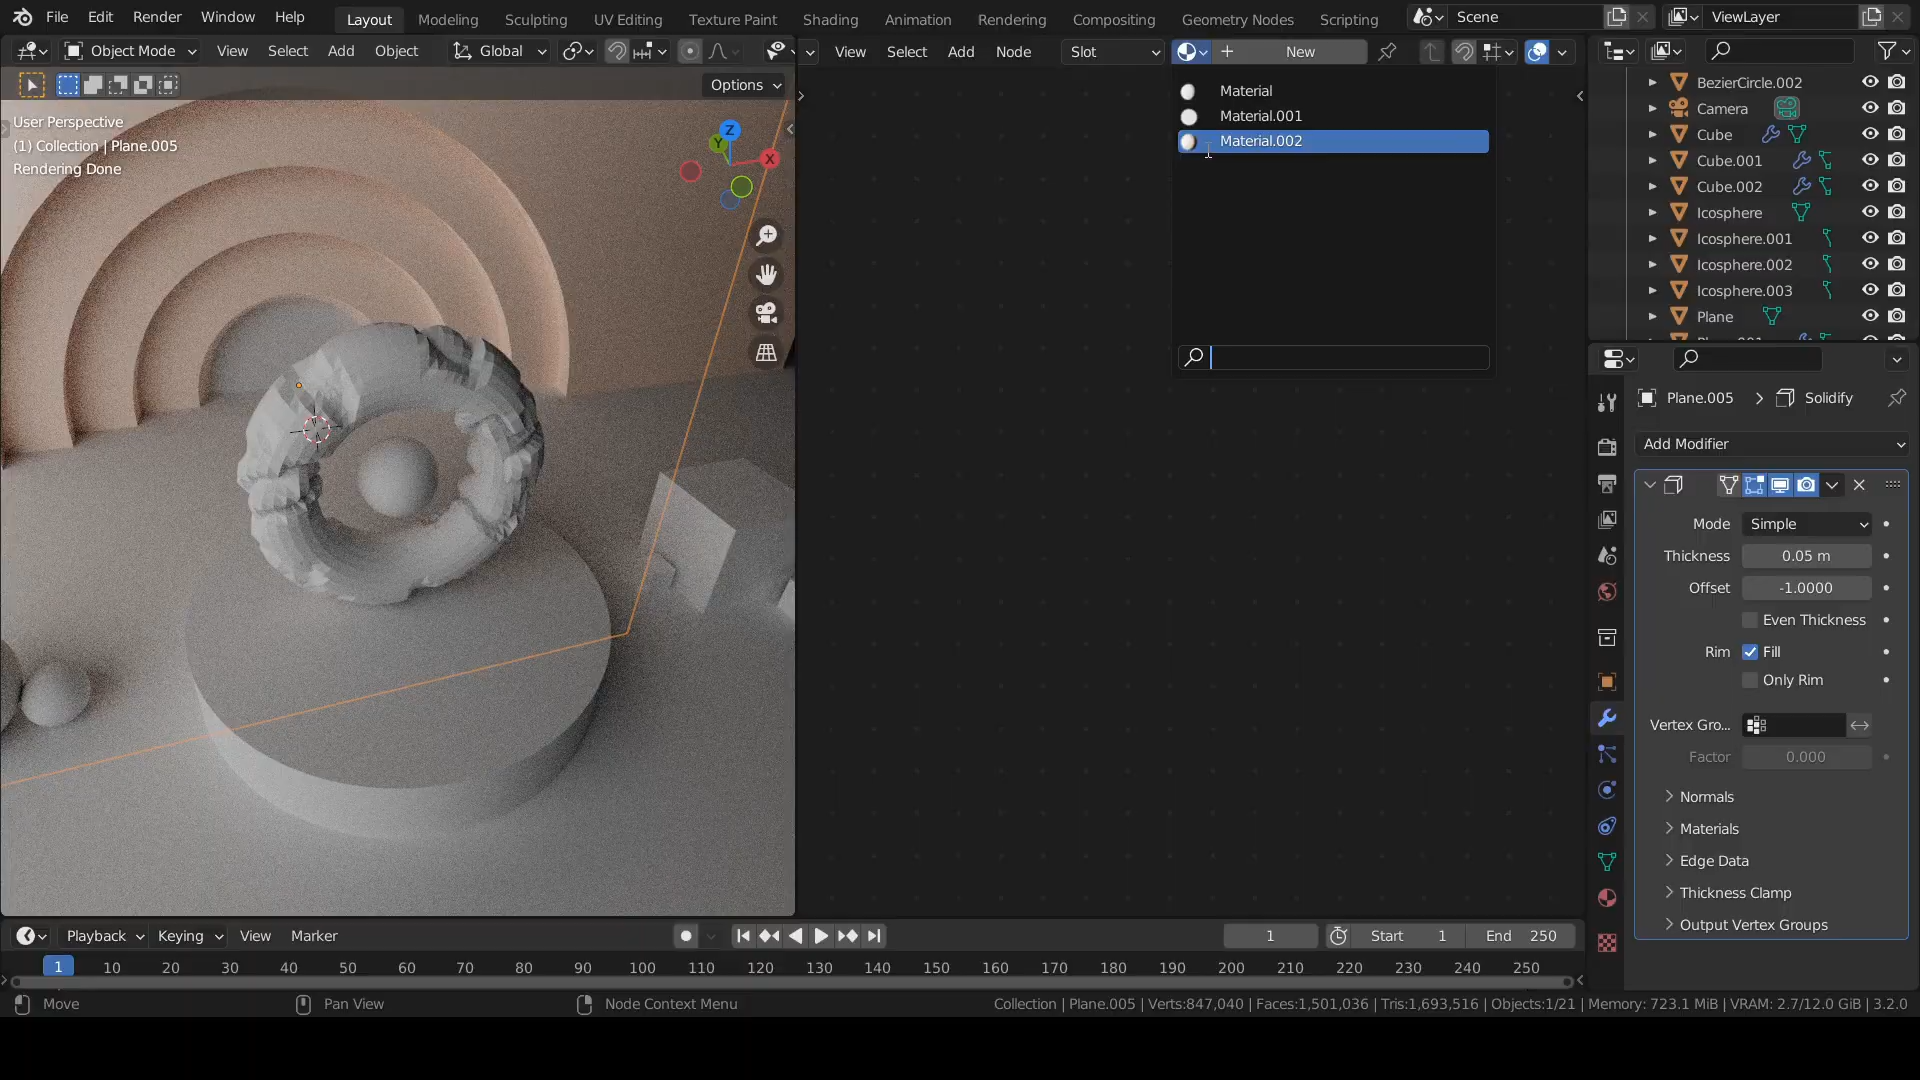 File Edit Render Window Help Layout Modeling Sculpting UV Editing Texture Paint Shading Animation Rendering Compositing Geometry Nodes Scripting Scene ViewLayer
Object Mode View Select Add Object Global View Select Add Node Slot New
Options
User Perspective
(1) Collection | Plane.005
Rendering Done
Z
Y
X
Material
Material.001
Material.002
BezierCircle.002
Camera
Cube
Cube.001
Cube.002
Icosphere
Icosphere.001
Icosphere.002
Icosphere.003
Plane
Plane.005 > Solidify
Add Modifier
Mode Simple
Thickness 0.05 m
Offset -1.0000
Even Thickness
Rim Fill
Only Rim
Vertex Gro...
Factor 0.000
Normals
Materials
Edge Data
Thickness Clamp
Output Vertex Groups
Playback Keying View Marker 1 Start 1 End 250
1 10 20 30 40 50 60 70 80 90 100 110 120 130 140 150 160 170 180 190 200 210 220 230 240 250
Move Pan View Node Context Menu Collection | Plane.005 | Verts:847,040 | Faces:1,501,036 | Tris:1,693,516 | Objects:1/21 | Memory: 723.1 MiB | VRAM: 2.7/12.0 GiB | 3.2.0